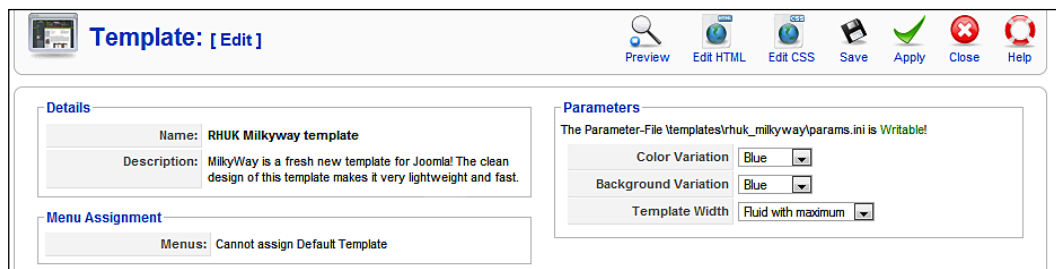 Template: [ Edit ]
Preview
HTML
Edit HTML
CSS
Edit CSS
Save
Apply
Close
Help
Details
Name: RHUK Milkyway template
Description: MilkyWay is a fresh new template for Joomla! The clean
design of this template makes it very lightweight and fast.
Menu Assignment
Menus: Cannot assign Default Template
Parameters
The Parameter-File \templates\rhuk_milkyway\params.ini is Writable!
Color Variation Blue
Background Variation Blue
Template Width Fluid with maximum